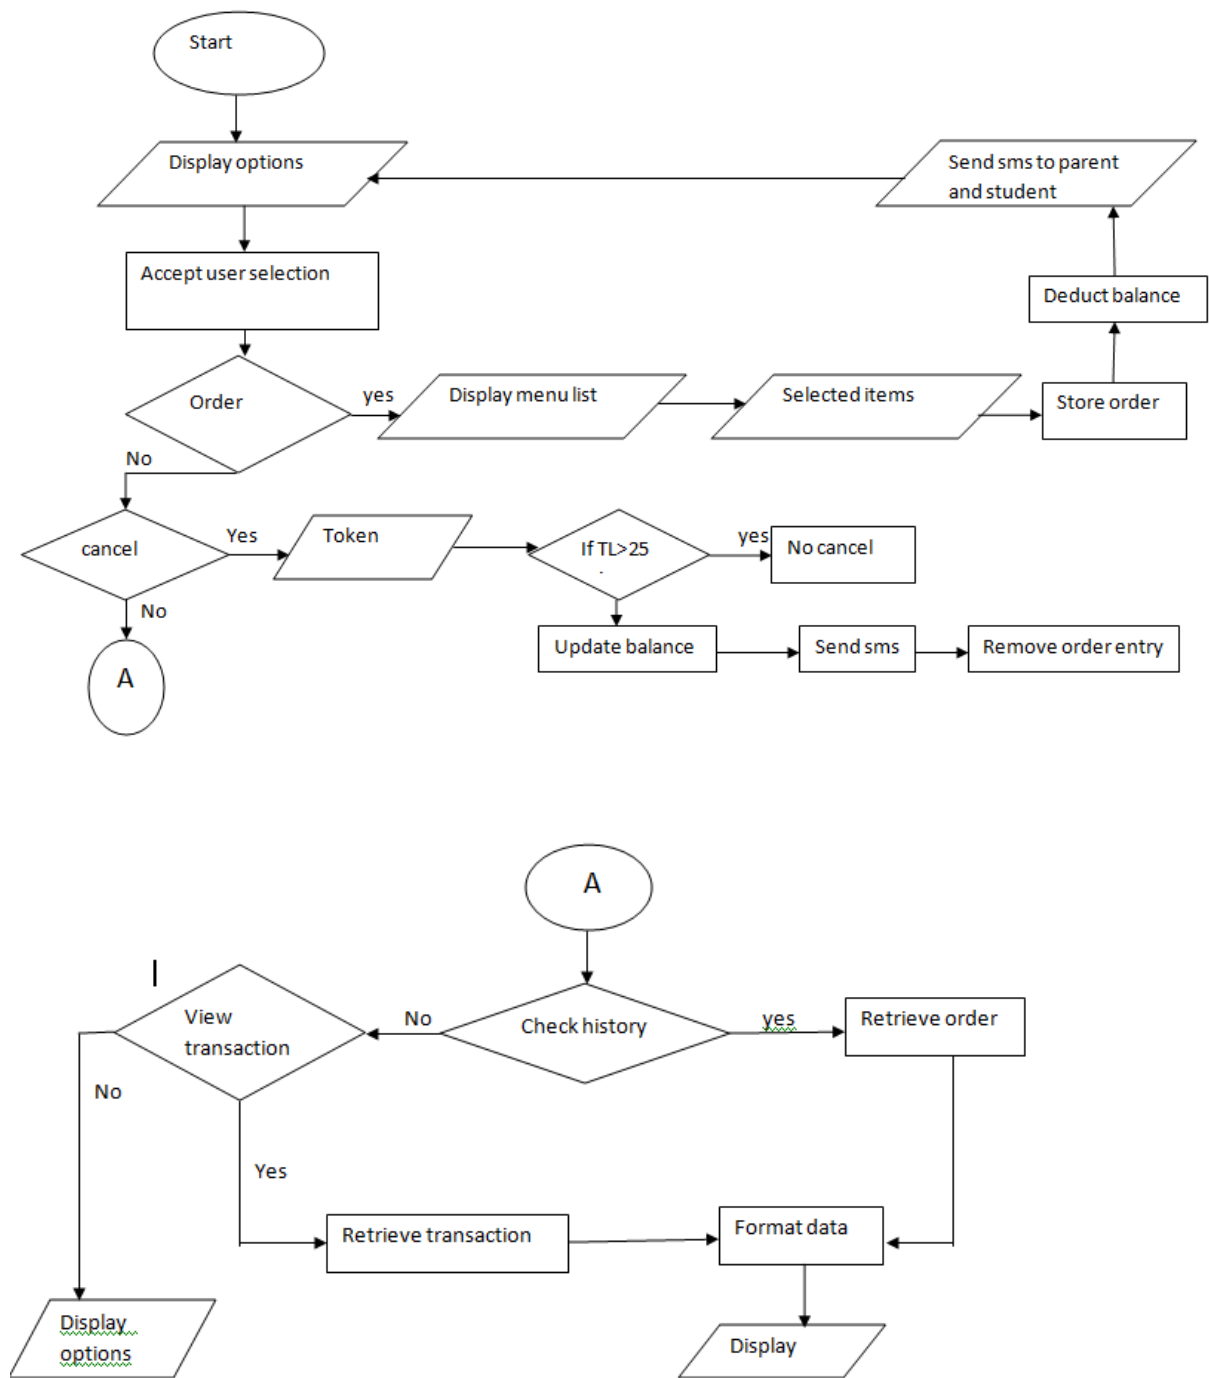 Start
Display options
Send sms to parent
and student
Accept user selection
Deduct balance
Order
yes
Display menu list
Selected items
Store order
No
cancel
Yes
Token
If TL>25
.
yes
No cancel
No
Update balance
Send sms
Remove order entry
A
A
View
transaction
No
Check history
yes
Retrieve order
No
Yes
Retrieve transaction
Format data
Display
options
Display